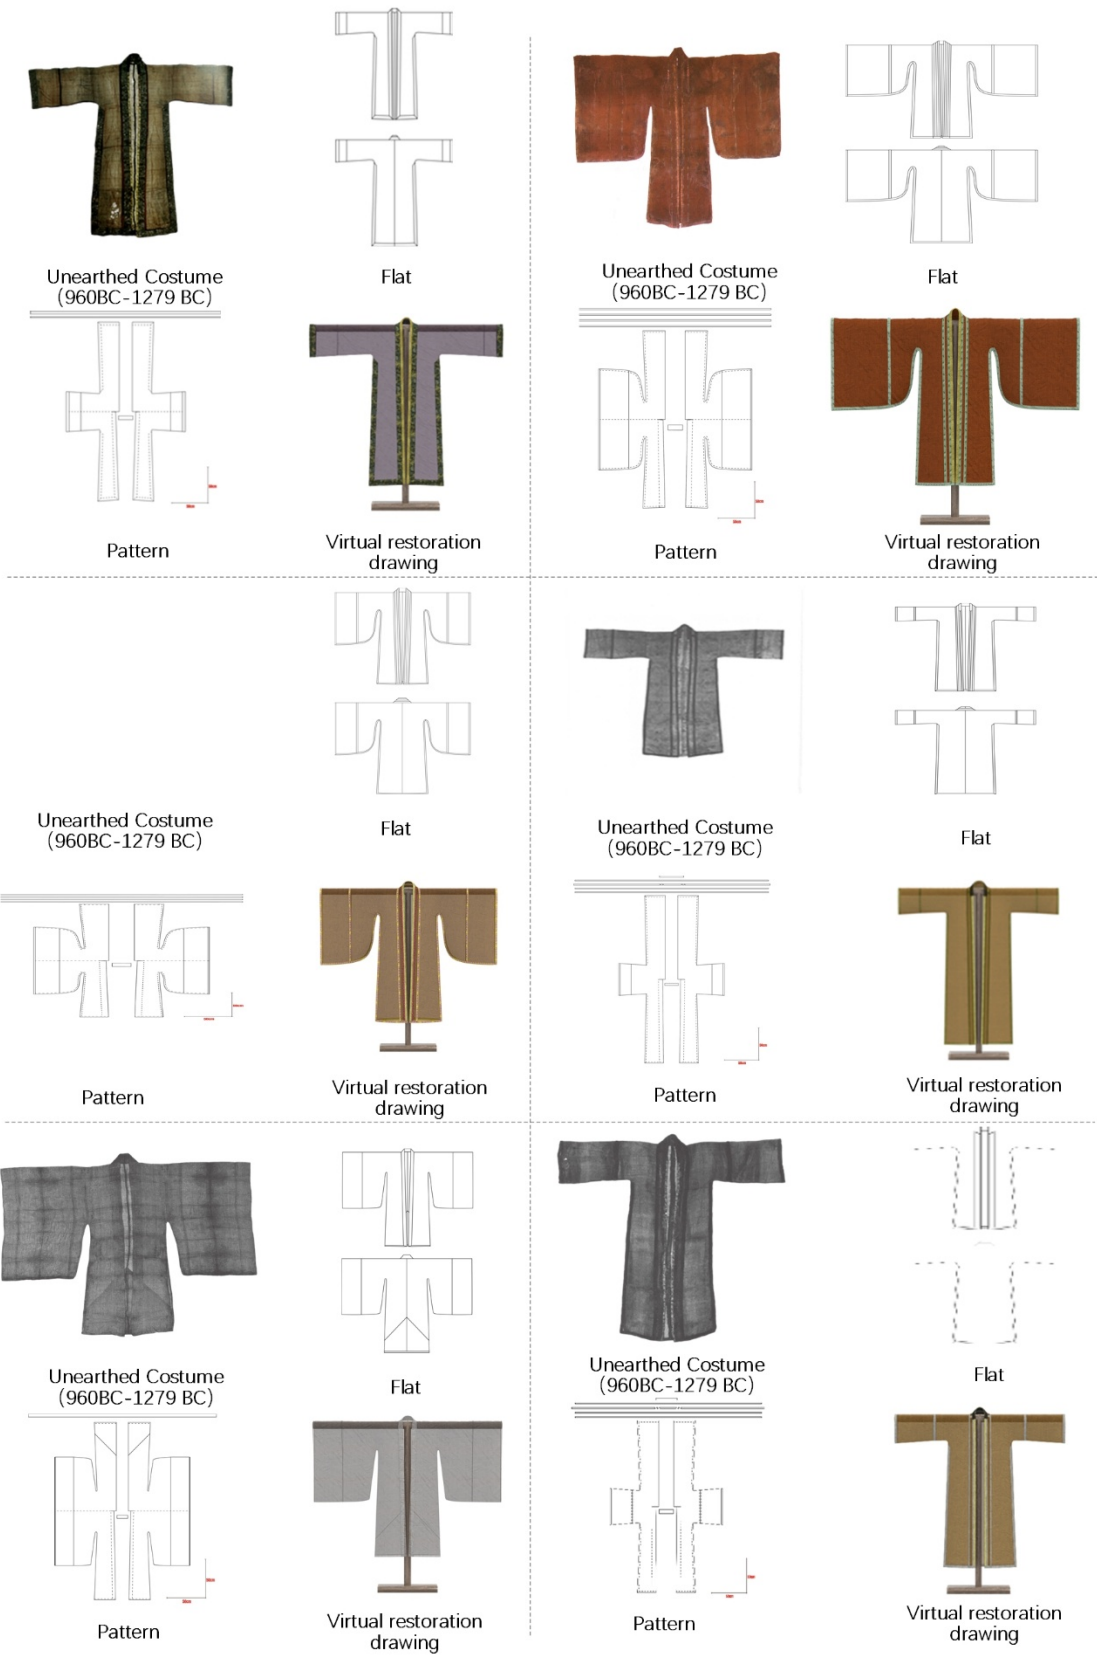 Unearthed Costume
(960BC-1279 BC)
Flat
Pattern
Virtual restoration
drawing
Unearthed Costume
(960BC-1279 BC)
Flat
Pattern
Virtual restoration
drawing
Unearthed Costume
(960BC-1279 BC)
Flat
Pattern
Virtual restoration
drawing
Unearthed Costume
(960BC-1279 BC)
Flat
Pattern
Virtual restoration
drawing
Unearthed Costume
(960BC-1279 BC)
Flat
Pattern
Virtual restoration
drawing
Unearthed Costume
(960BC-1279 BC)
Flat
Pattern
Virtual restoration
drawing